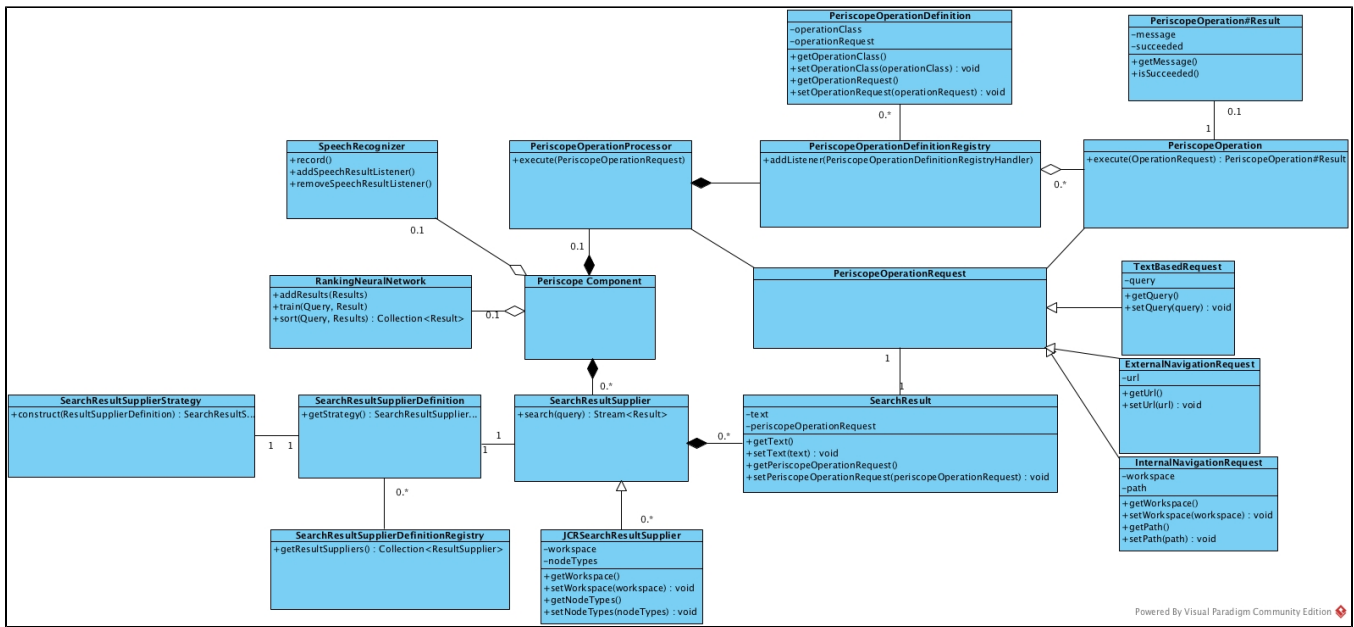 PeriscopeOperationDefinition
-operationClass
-operationRequest
+getOperationClass()
+setOperationClass(operationClass) : void
+getOperationRequest()
+setOperationRequest(operationRequest) : void
0.*
PeriscopeOperation#Result
-message
-succeeded
+getMessage()
+isSucceeded()
0.1
1
SpeechRecognizer
+record()
+addSpeechResultListener()
+removeSpeechResultListener()
0.1
PeriscopeOperationProcessor
+execute(PeriscopeOperationRequest)
0.1
PeriscopeOperationDefinitionRegistry
+addListener(PeriscopeOperationDefinitionRegistryHandler)
0.*
PeriscopeOperation
+execute(OperationRequest) : PeriscopeOperation#Result
RankingNeuralNetwork
+addResults(Results)
+train(Query, Result)
+sort(Query, Results) : Collection<Result>
0.1
Periscope Component
0.*
PeriscopeOperationRequest
1
1
TextBasedRequest
-query
+getQuery()
+setQuery(query) : void
ExternalNavigationRequest
-url
+getUrl()
+setUrl(url) : void
SearchResultSupplierStrategy
+construct(ResultSupplierDefinition) : SearchResultS...
1
1
SearchResultSupplierDefinition
+getStrategy() : SearchResultSupplier...
1
1
0.*
SearchResultSupplier
+search(query) : Stream<Result>
0.*
0.*
SearchResult
-text
-periscopeOperationRequest
+getText()
+setText(text) : void
+getPeriscopeOperationRequest()
+setPeriscopeOperationRequest(periscopeOperationRequest) : void
InternalNavigationRequest
-workspace
-path
+getWorkspace()
+setWorkspace(workspace) : void
+getPath()
+setPath(path) : void
SearchResultSupplierDefinitionRegistry
+getResultSuppliers() : Collection<ResultSupplier>
JCRSearchResultSupplier
-workspace
-nodeTypes
+getWorkspace()
+setWorkspace(workspace) : void
+getNodeTypes()
+setNodeTypes(nodeTypes) : void
Powered By Visual Paradigm Community Edition